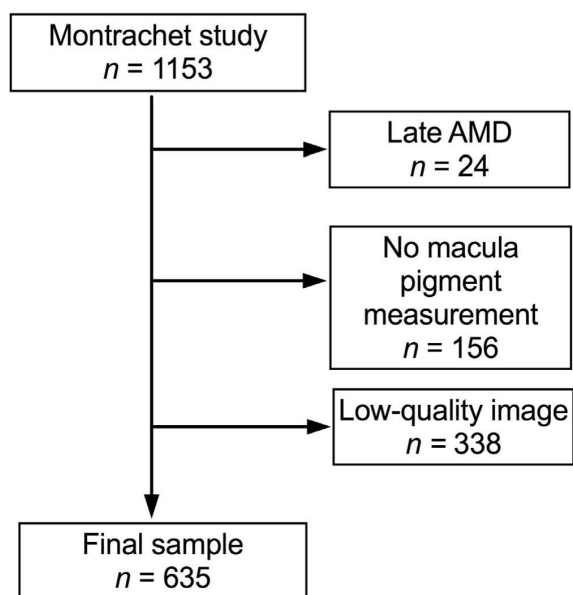 Montrachet study
n = 1153
Late AMD
n = 24
No macula
pigment
measurement
n = 156
Low-quality image
n = 338
Final sample
n = 635